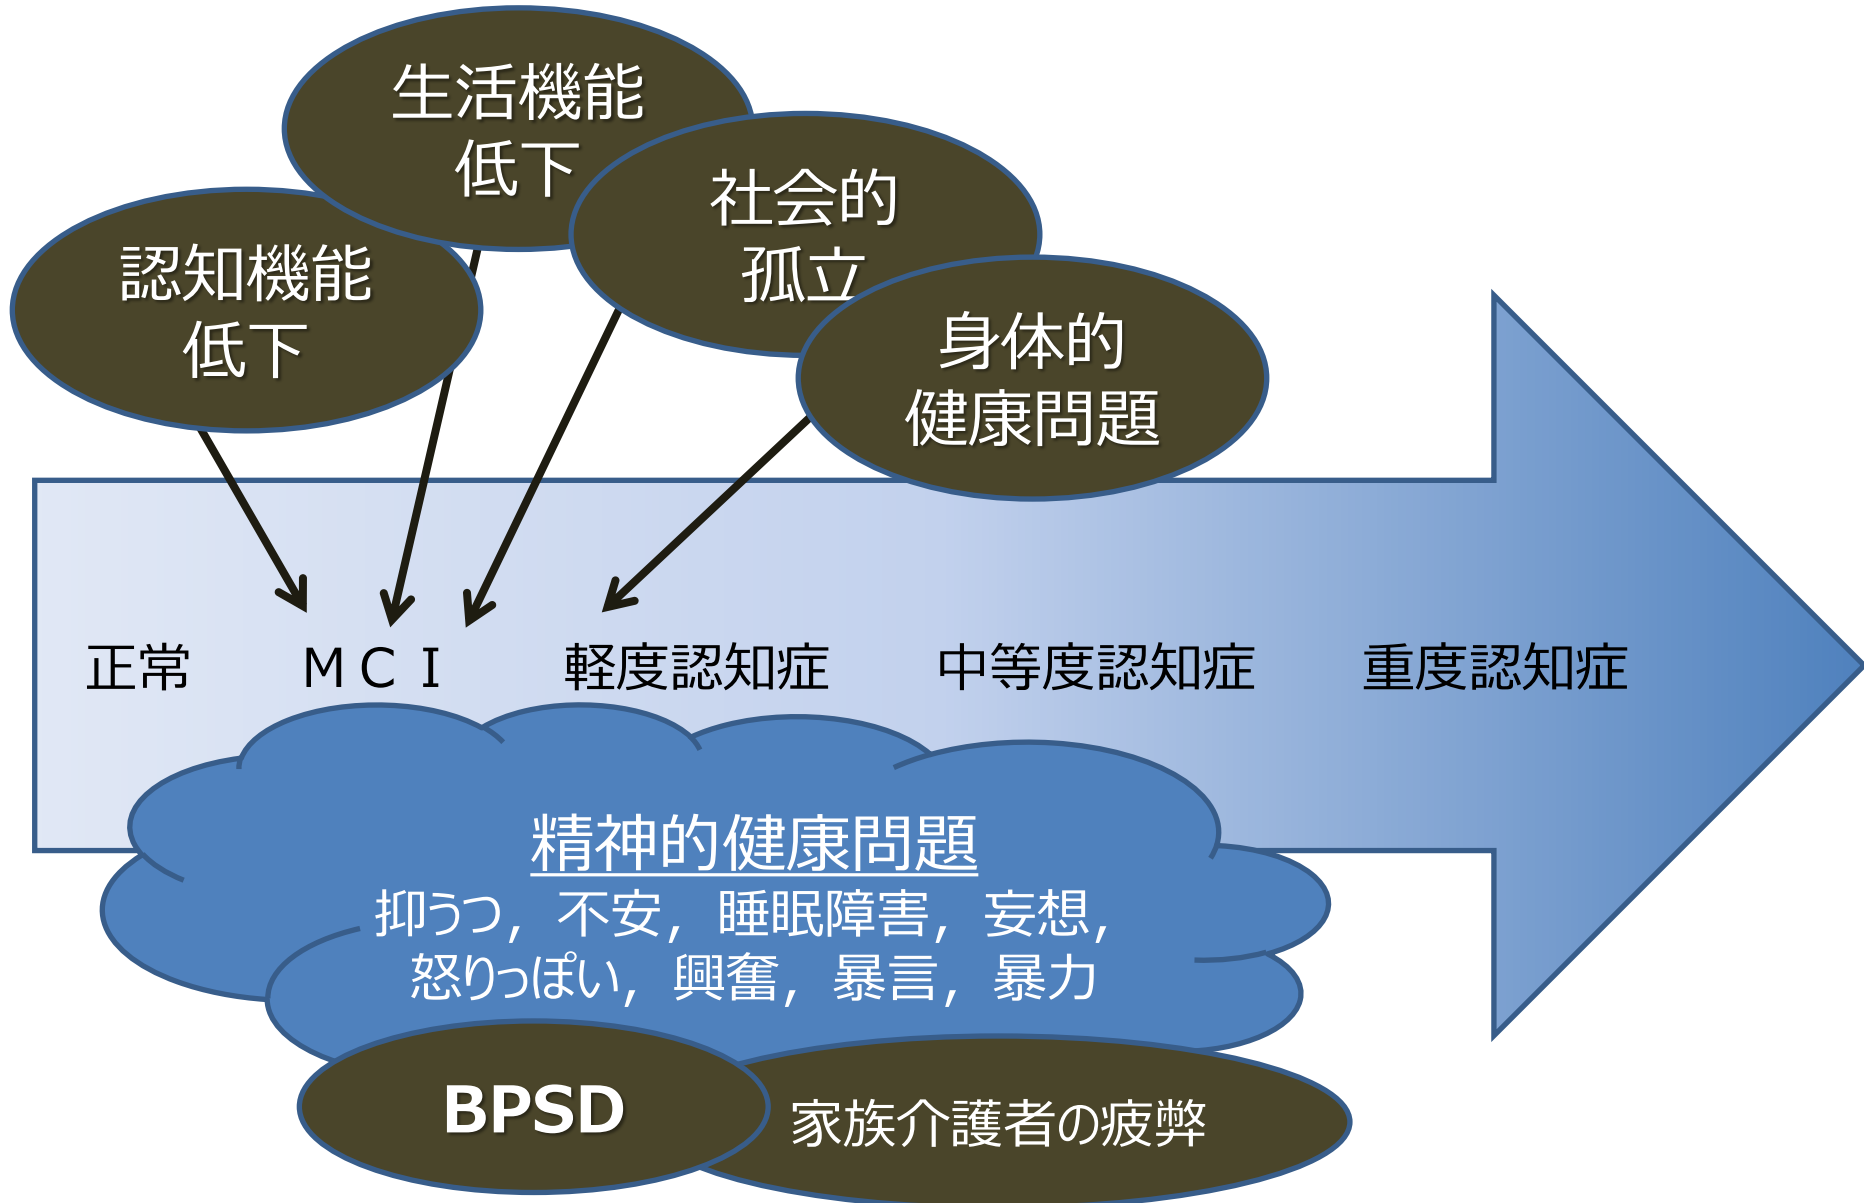 生活機能
低下
社会的
孤立
認知機能
低下
身体的
健康問題
正常
ＭＣＩ
軽度認知症
中等度認知症
重度認知症
精神的健康問題
抑うつ，不安，睡眠障害，妄想，
怒りっぽい，興奮，暴言，暴力
BPSD
家族介護者の疲弊